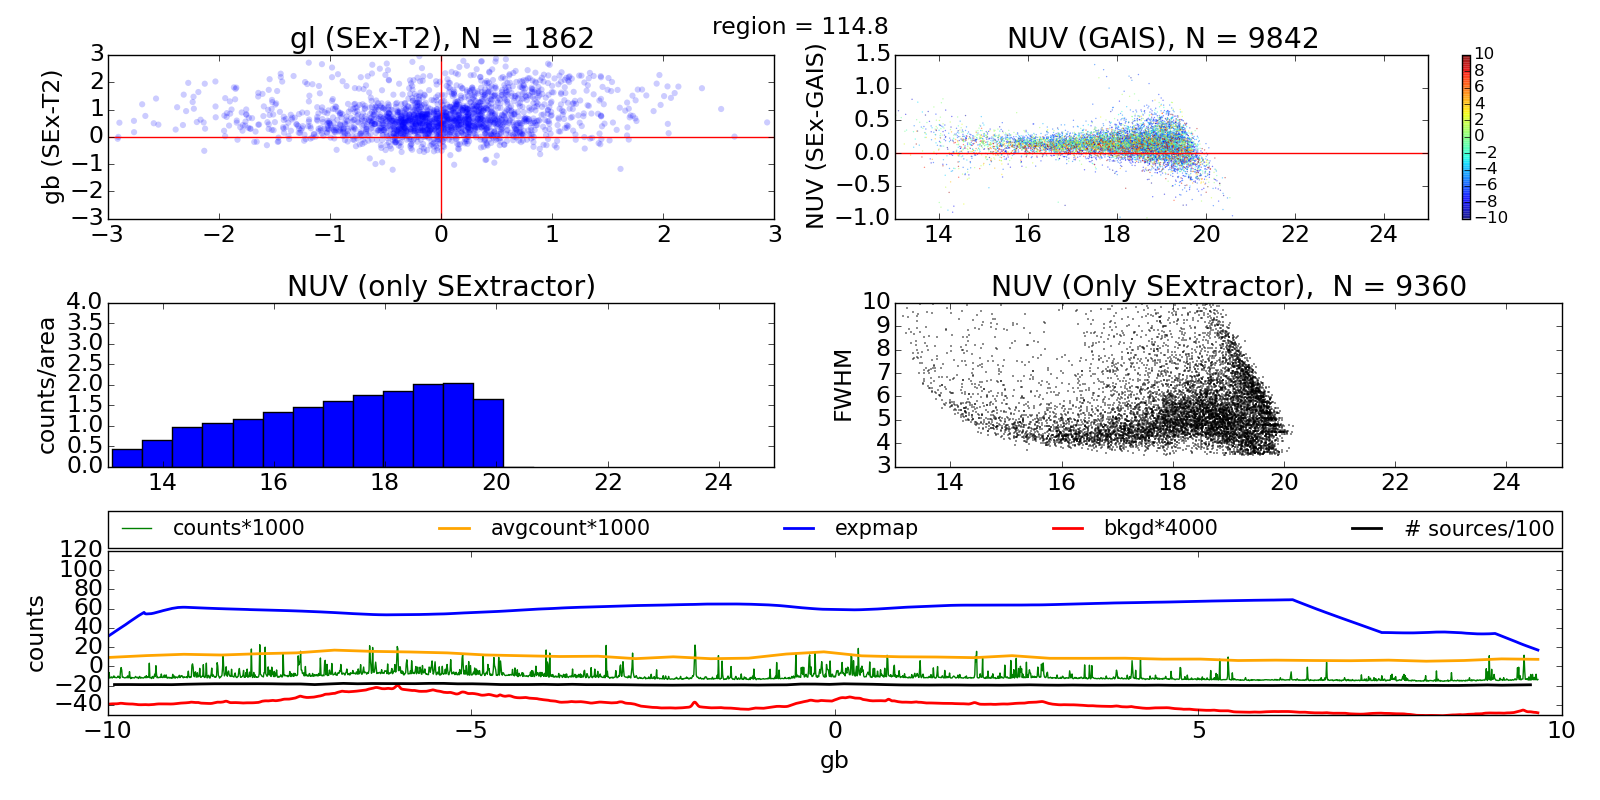 region = 114.8
gl (SEx-T2), N = 1862
gb (SEx-T2)
3
2
1
0
−1
−2
−3
−3 −2 −1 0 1 2 3
NUV (GAIS), N = 9842
NUV (SEx-GAIS)
1.5
1.0
0.5
0.0
−0.5
−1.0
14 16 18 20 22 24
10
8
6
4
2
0
−2
−4
−6
−8
−10
NUV (only SExtractor)
counts/area
4.0
3.5
3.0
2.5
2.0
1.5
1.0
0.5
0.0
14 16 18 20 22 24
NUV (Only SExtractor),  N = 9360
FWHM
10
9
8
7
6
5
4
3
14 16 18 20 22 24
counts*1000 avgcount*1000 expmap bkgd*4000 # sources/100
counts
120
100
80
60
40
20
0
−20
−40
−10 −5 0 5 10
gb